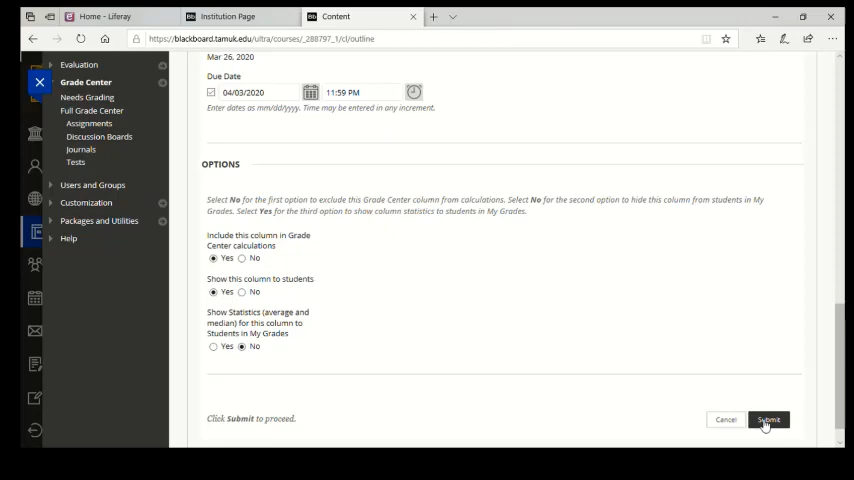 Home - Liferay
Institution Page
Content
https://blackboard.tamuk.edu/ultra/courses/_288797_1/cl/outline
Evaluation
Grade Center
Needs Grading
Full Grade Center
Assignments
Discussion Boards
Journals
Tests
Users and Groups
Customization
Packages and Utilities
Help
Mar 26, 2020
Due Date
04/03/2020
11:59 PM
Enter dates as mm/dd/yyyy. Time may be entered in any increment.
OPTIONS
Select No for the first option to exclude this Grade Center column from calculations. Select No for the second option to hide this column from students in My
Grades. Select Yes for the third option to show column statistics to students in My Grades.
Include this column in Grade
Center calculations
Yes No
Show this column to students
Yes No
Show Statistics (average and
median) for this column to
Students in My Grades
Yes No
Click Submit to proceed.
Cancel
Submit